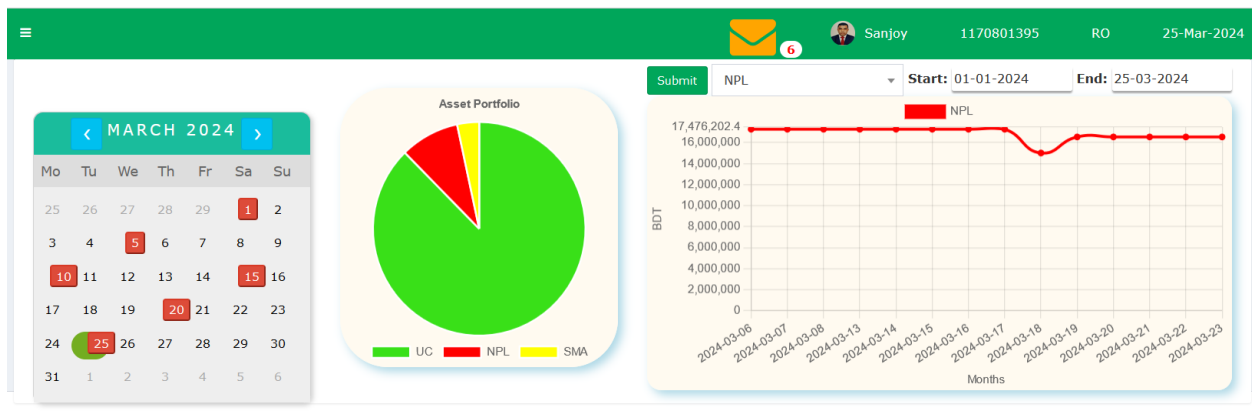 Sanjoy 1170801395 RO 25-Mar-2024
6
Submit NPL Start: 01-01-2024 End: 25-03-2024
MARCH 2024
Mo Tu We Th Fr Sa Su
25 26 27 28 29 1 2
3 4 5 6 7 8 9
10 11 12 13 14 15 16
17 18 19 20 21 22 23
24 25 26 27 28 29 30
31 1 2 3 4 5 6
Asset Portfolio
UC NPL SMA
NPL
17,476,202.4
16,000,000
14,000,000
12,000,000
10,000,000
8,000,000
6,000,000
4,000,000
2,000,000
0
BDT
2024-03-06 2024-03-07 2024-03-08 2024-03-13 2024-03-14 2024-03-15 2024-03-16 2024-03-17 2024-03-18 2024-03-19 2024-03-20 2024-03-21 2024-03-22 2024-03-23
Months